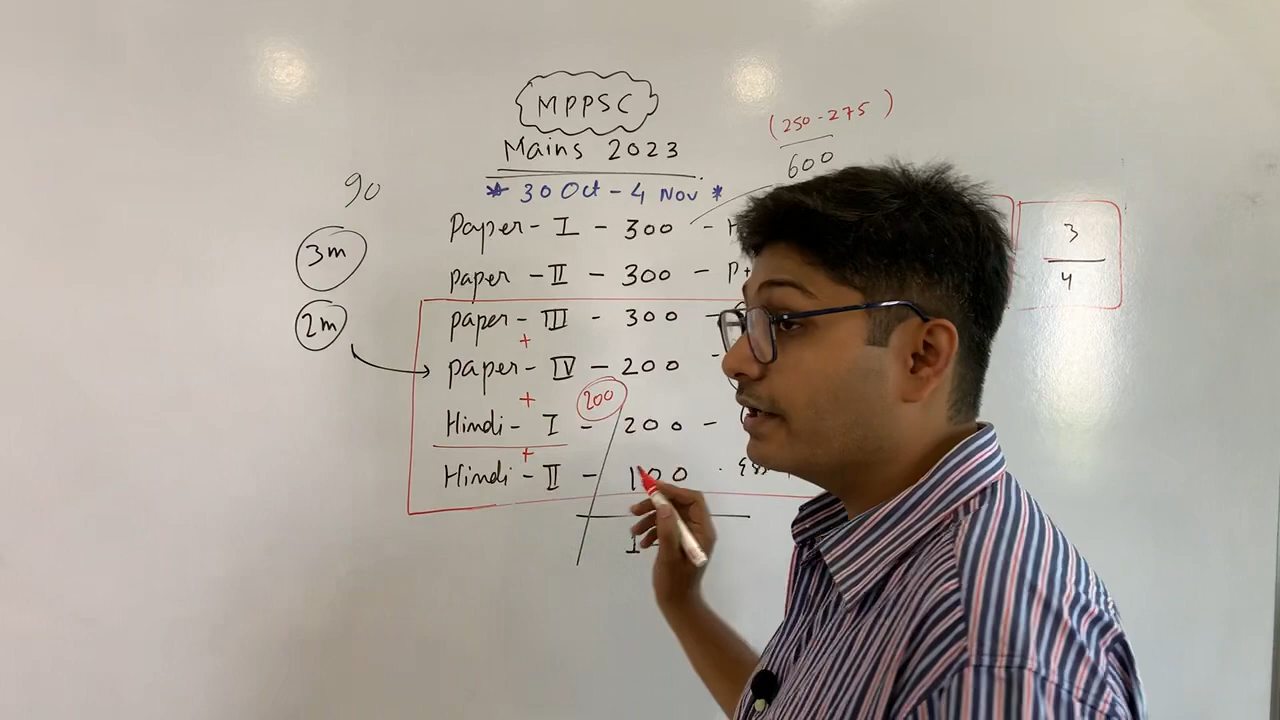 MPPSC
Mains 2023
* 30 Oct - 4 Nov *
(250-275)
600
90
3m
2m
Paper - I - 300 -
Paper - II - 300 - P+
Paper - III - 300 -
+
Paper - IV - 200 -
+
200
Hindi - I - 200 -
+
Hindi - II - 100
3
4